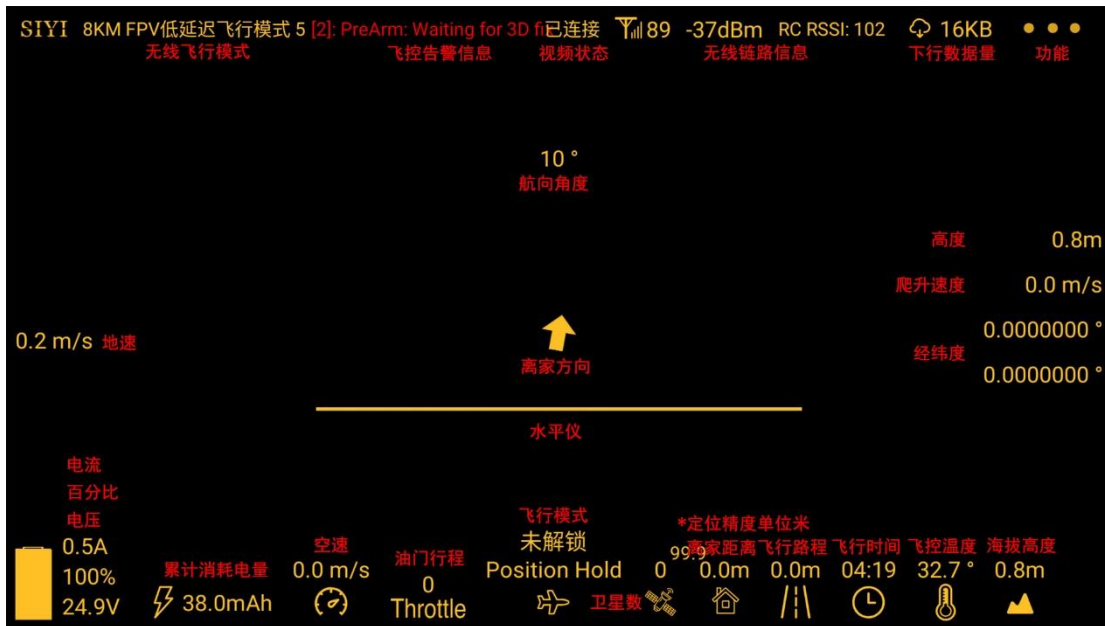 SIYI 8KM FPV低延迟飞行模式 5 [2]: PreArm: Waiting for 3D fi已连接 89 -37dBm RC RSSI: 102 16KB
无线飞行模式 飞控告警信息 视频状态 无线链路信息 下行数据量 功能
10 °
航向角度
高度 0.8m
爬升速度 0.0 m/s
0.2 m/s 地速
离家方向
经纬度
0.0000000 °
0.0000000 °
水平仪
电流
百分比
电压
0.5A
100%
24.9V
累计消耗电量
38.0mAh
空速
0.0 m/s
油门行程
0
Throttle
飞行模式
未解锁
Position Hold
卫星数
0
*定位精度单位米
99.9
离家距离 飞行路程 飞行时间 飞控温度 海拔高度
0.0m 0.0m 04:19 32.7 ° 0.8m